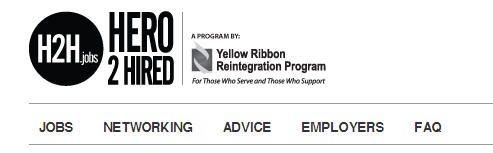 H2H.jobs
HERO
2 HIRED
A PROGRAM BY:
Yellow Ribbon
Reintegration Program
For Those Who Serve and Those Who Support
JOBS NETWORKING ADVICE EMPLOYERS FAQ